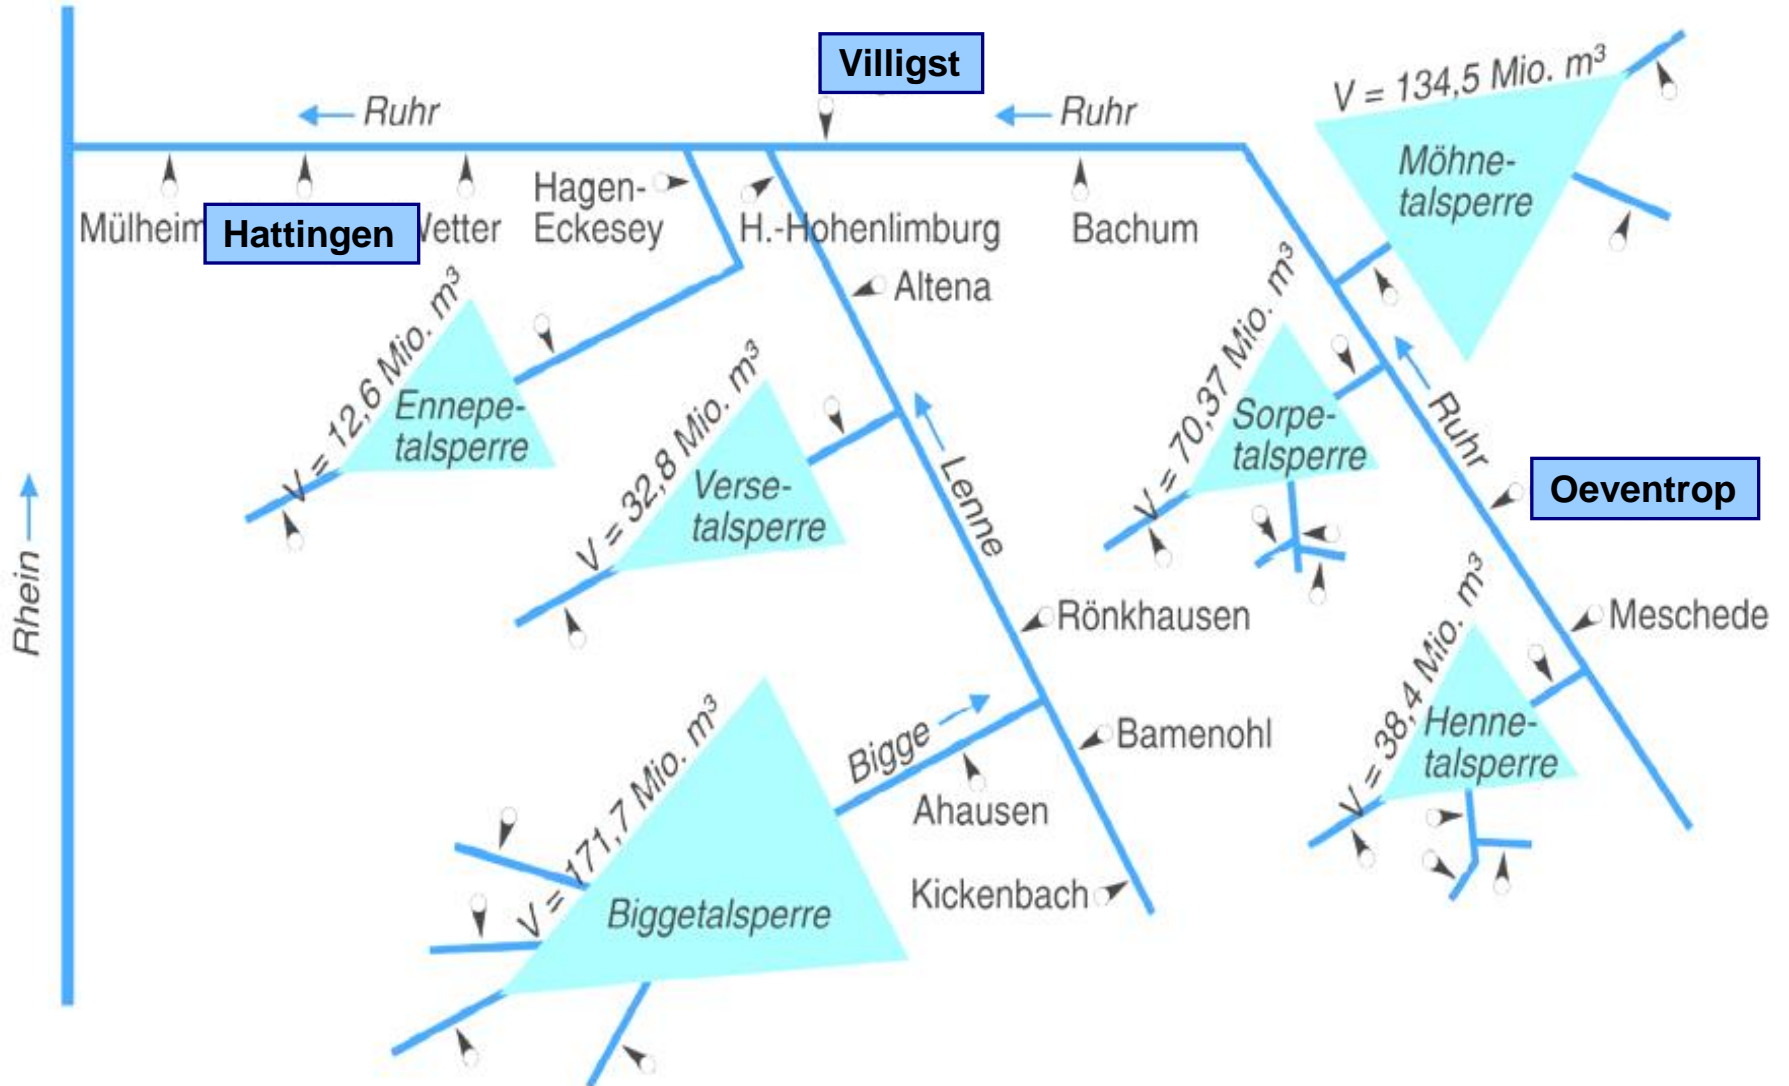 Villigst
V = 134,5 Mio. m³
Ruhr
Ruhr
Möhne-
talsperre
Hagen-
Eckesey
Mülheim
Hattingen
Wetter
H.-Hohenlimburg
Bachum
Altena
V = 12,6 Mio. m³
Ennepe-
talsperre
V = 32,8 Mio. m³
Verse-
talsperre
Lenne
V = 70,37 Mio. m³
Sorpe-
talsperre
Ruhr
Oeventrop
Rhein
Rönkhausen
Meschede
V = 38,4 Mio. m³
Henne-
talsperre
Bigge
Bamenohl
Ahausen
Kickenbach
V = 171,7 Mio. m³
Biggetalsperre